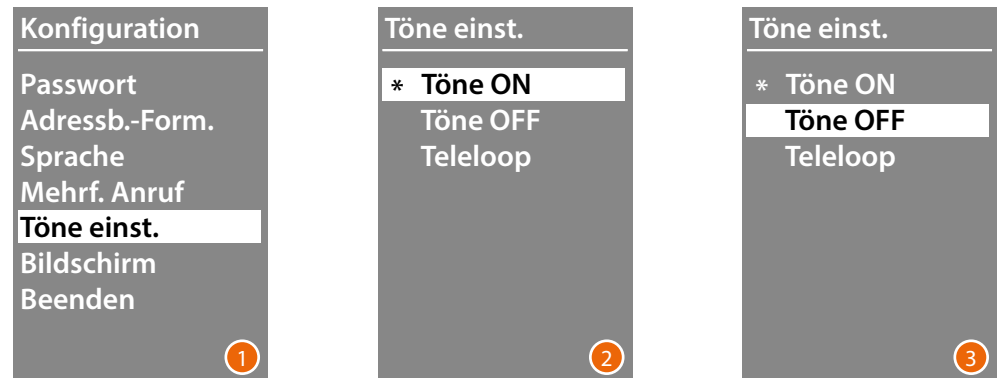 Konfiguration
Passwort
Adressb.-Form.
Sprache
Mehrf. Anruf
Töne einst.
Bildschirm
Beenden
1
Töne einst.
* Töne ON
Töne OFF
Teleloop
2
Töne einst.
* Töne ON
Töne OFF
Teleloop
3